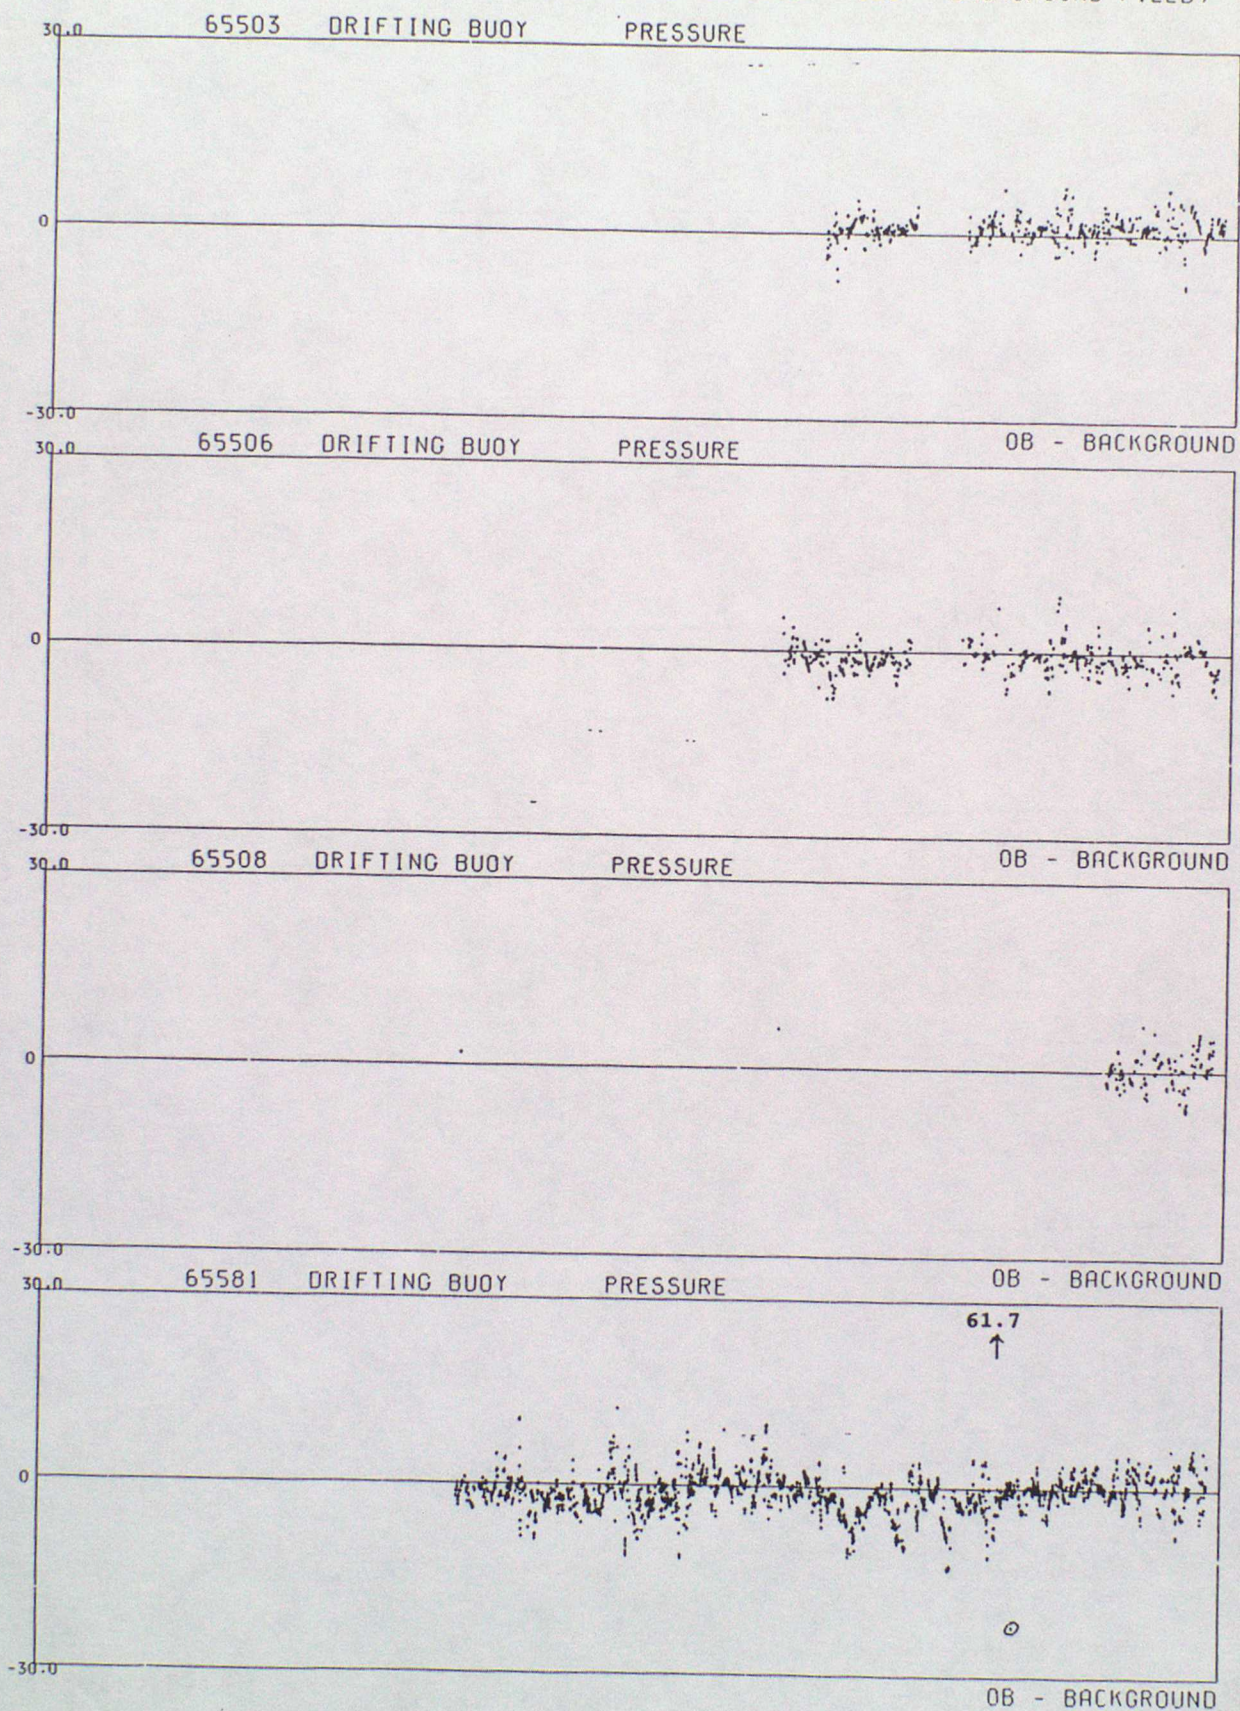 30.0 65503 DRIFTING BUOY PRESSURE
0
-30.0
OB - BACKGROUND
30.0 65506 DRIFTING BUOY PRESSURE
0
-30.0
OB - BACKGROUND
30.0 65508 DRIFTING BUOY PRESSURE
0
-30.0
OB - BACKGROUND
30.0 65581 DRIFTING BUOY PRESSURE
61.7
↑
0
-30.0
OB - BACKGROUND